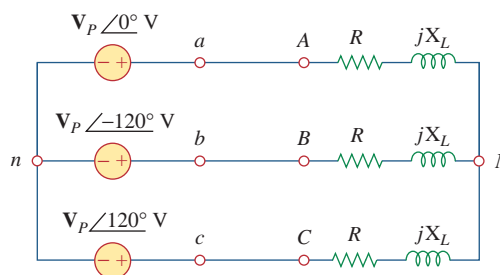 V_P ∠0° V
a A R jX_L
− +
V_P ∠−120° V
b B R jX_L
n − +
V_P ∠120° V
c C R jX_L
− +